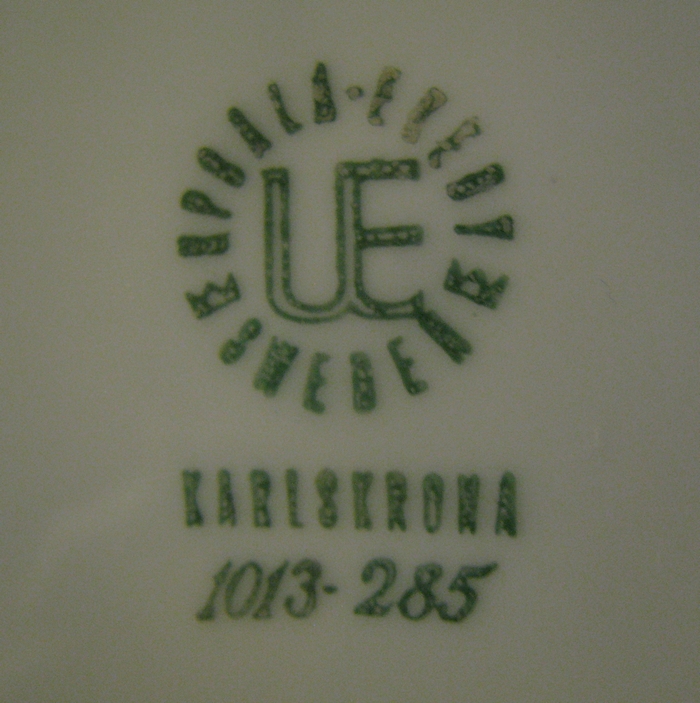 UPSALA-EKEBY
UE
SWEDEN
KARLSKRONA
1013-285